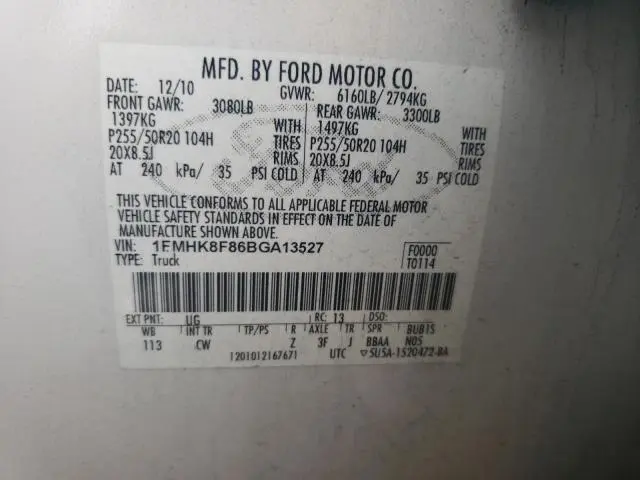 MFD. BY FORD MOTOR CO.
DATE: 12/10 GVWR: 6160LB/ 2794KG
FRONT GAWR: 3080LB REAR GAWR: 3300LB
1397KG WITH 1497KG WITH
P255/50R20 104H TIRES P255/50R20 104H TIRES
20X8.5J RIMS 20X8.5J RIMS
AT 240 kPa/ 35 PSI COLD AT 240 kPa/ 35 PSI COLD
THIS VEHICLE CONFORMS TO ALL APPLICABLE FEDERAL MOTOR
VEHICLE SAFETY STANDARDS IN EFFECT ON THE DATE OF
MANUFACTURE SHOWN ABOVE.
VIN: 1FMHK8F86BGA13527 F0000
TYPE: Truck T0114
EXT PNT: UG RC: 13 DSO:
WB INT TR TP/PS R AXLE TR SPR BUB15
113 CW Z 3F J BBAA N05
1201012167671 UTC ▽5U5A-1520472-BA
Ford